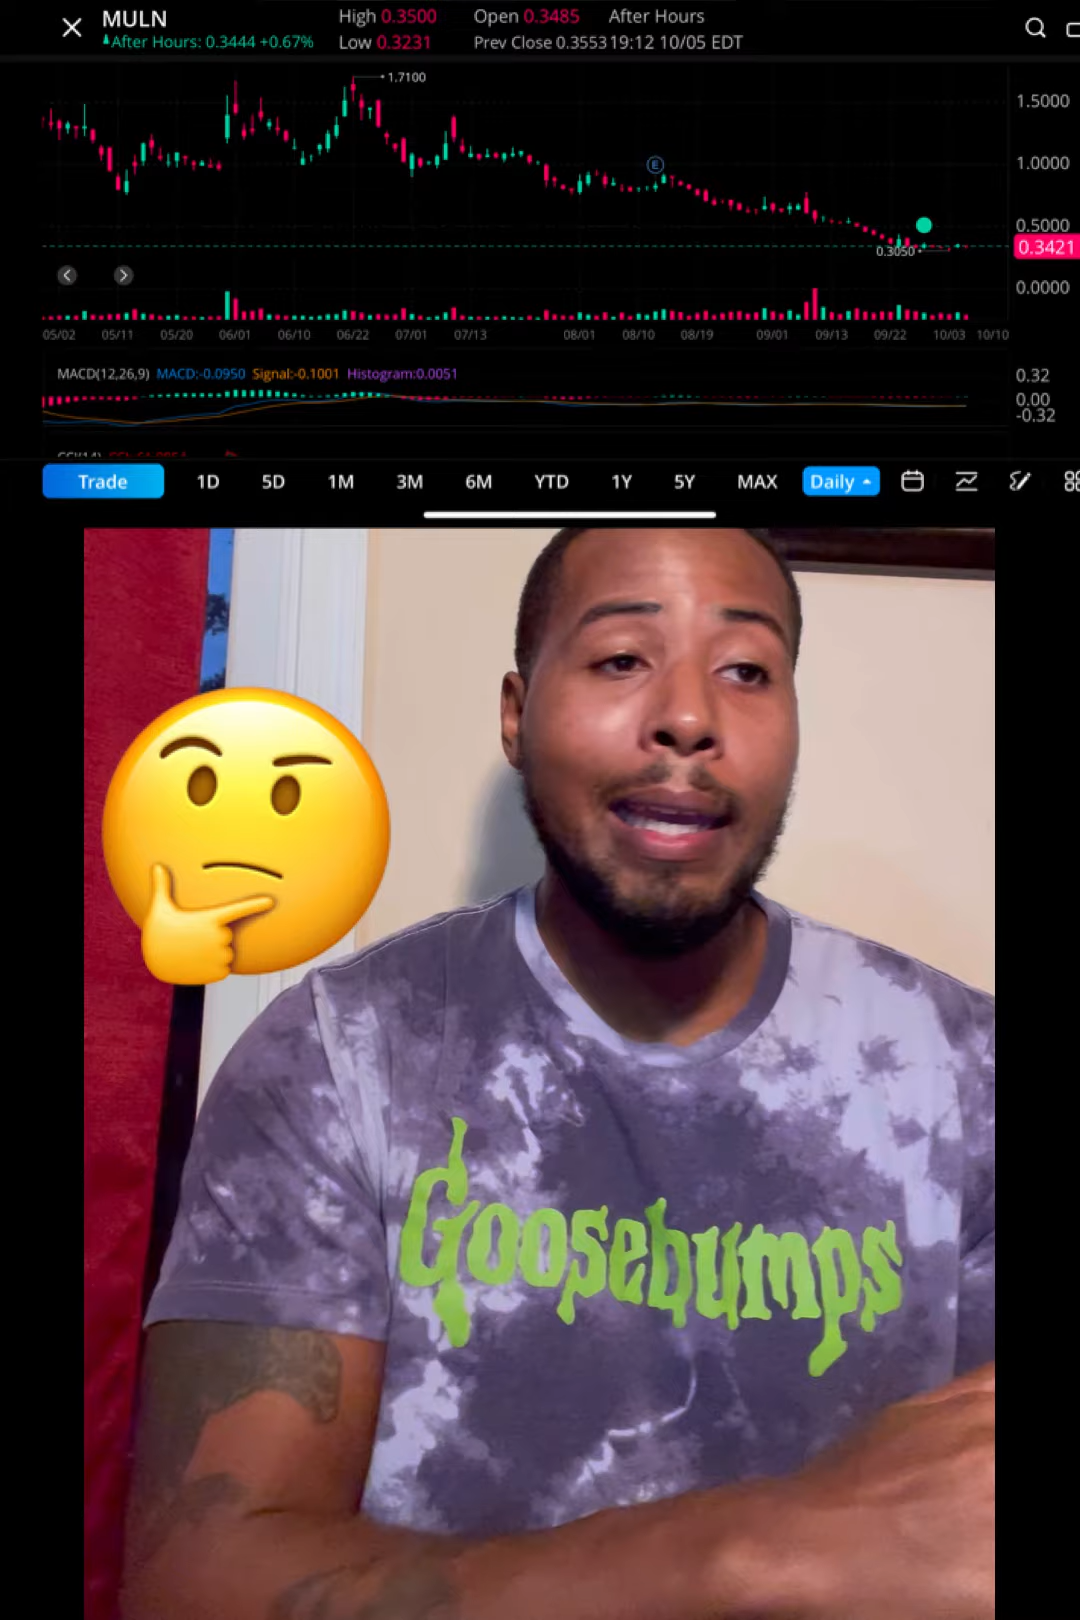 MULN
After Hours: 0.3444 +0.67%
High 0.3500
Low 0.3231
Open 0.3485
Prev Close 0.3553
After Hours
19:12 10/05 EDT
1.7100
1.5000
1.0000
E
0.5000
0.3421
0.3050
0.0000
05/02 05/11 05/20 06/01 06/10 06/22 07/01 07/13 08/01 08/10 08/19 09/01 09/13 09/22 10/03 10/10
MACD(12,26,9) MACD:-0.0950 Signal:-0.1001 Histogram:0.0051
0.32
0.00
-0.32
Trade 1D 5D 1M 3M 6M YTD 1Y 5Y MAX Daily
Goosebumps